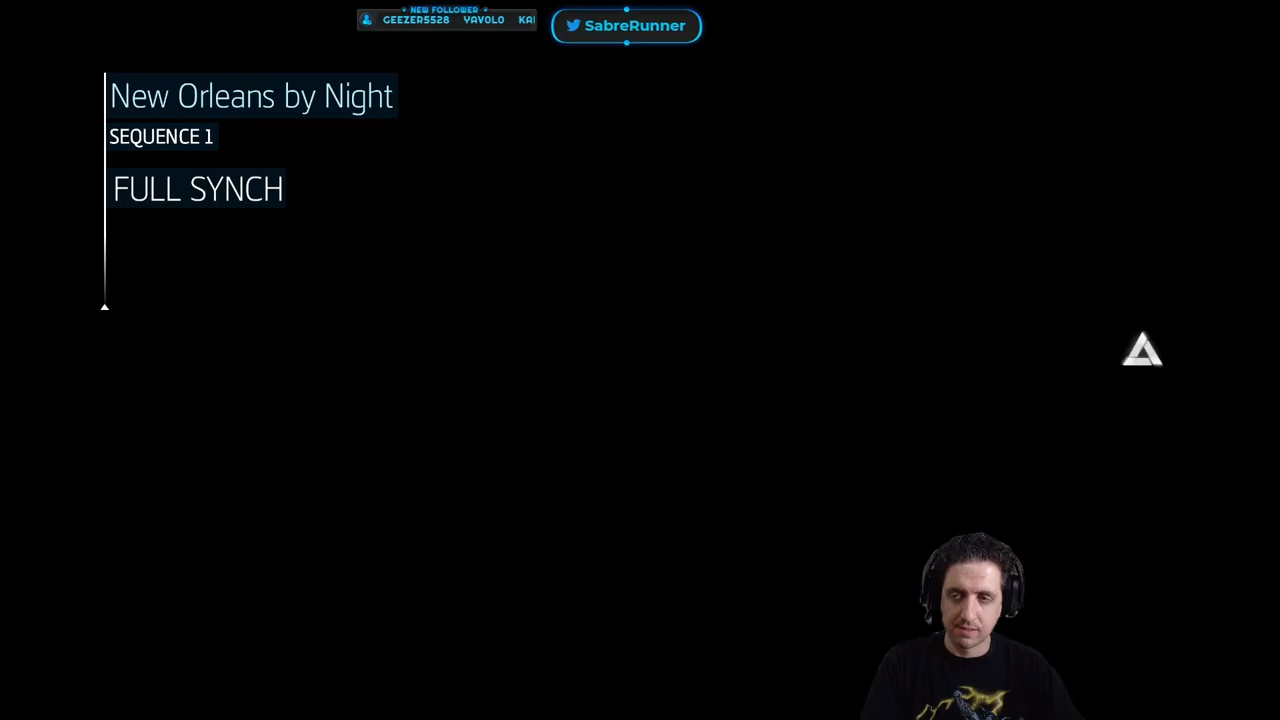 NEW FOLLOWER
GEEZER5528 YAVOLO KAI
SabreRunner
New Orleans by Night
SEQUENCE 1
FULL SYNCH